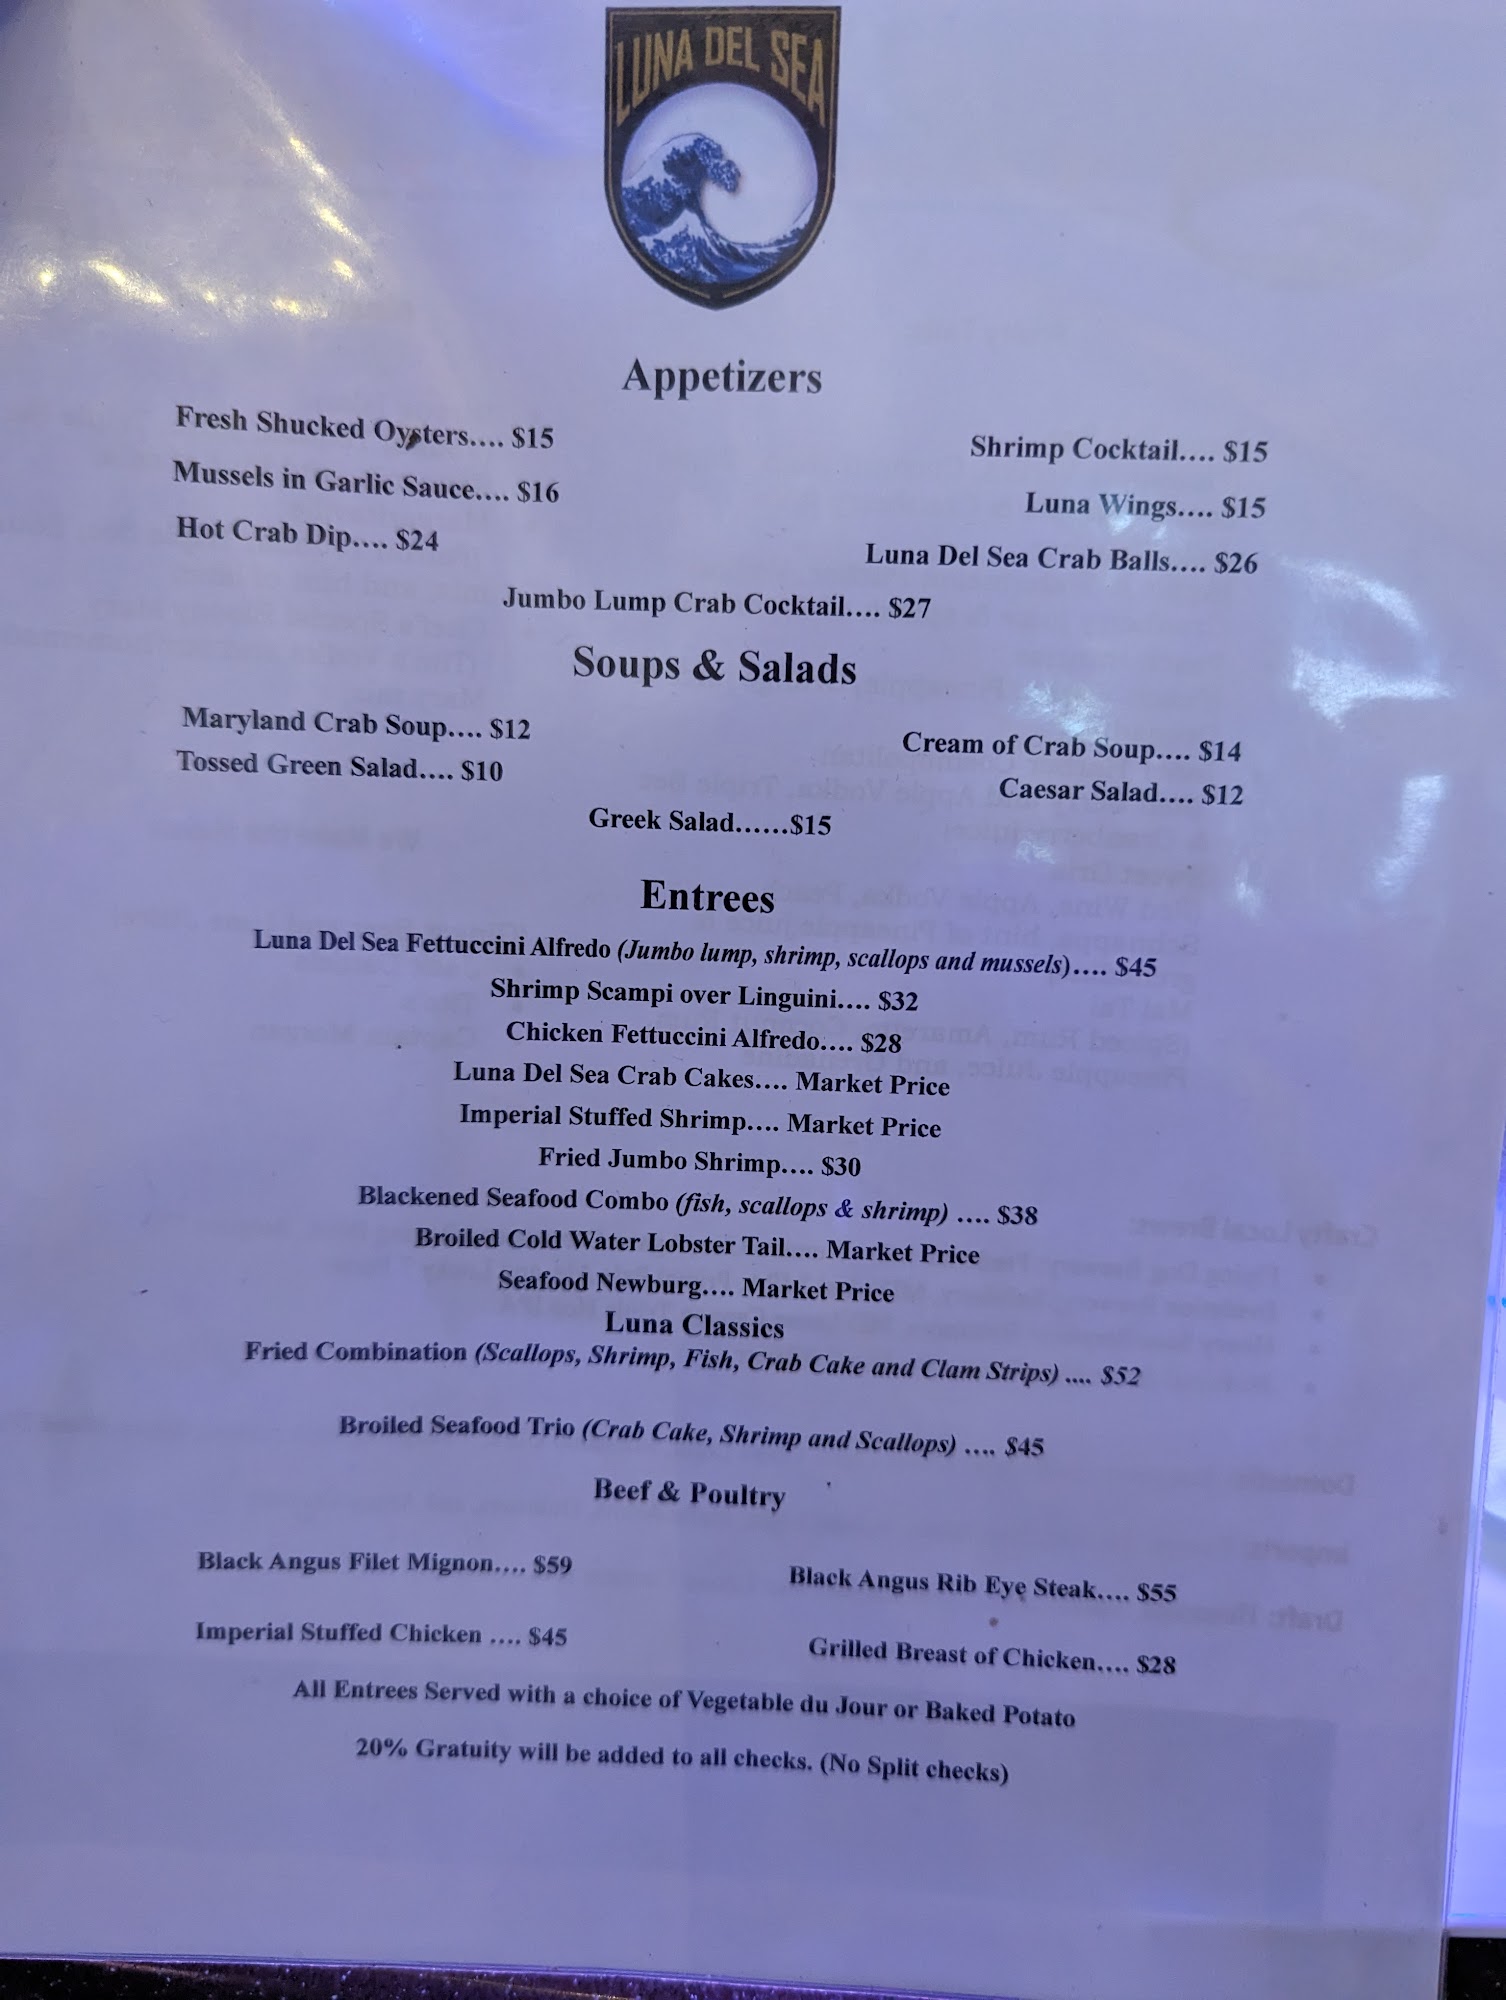 LUNA DEL SEA
Appetizers
Fresh Shucked Oysters.... $15
Shrimp Cocktail.... $15
Mussels in Garlic Sauce.... $16
Luna Wings.... $15
Hot Crab Dip.... $24
Luna Del Sea Crab Balls.... $26
Jumbo Lump Crab Cocktail.... $27
Soups & Salads
Maryland Crab Soup.... $12
Cream of Crab Soup.... $14
Tossed Green Salad.... $10
Caesar Salad.... $12
Greek Salad......$15
Entrees
Luna Del Sea Fettuccini Alfredo (Jumbo lump, shrimp, scallops and mussels).... $45
Shrimp Scampi over Linguini.... $32
Chicken Fettuccini Alfredo.... $28
Luna Del Sea Crab Cakes.... Market Price
Imperial Stuffed Shrimp.... Market Price
Fried Jumbo Shrimp.... $30
Blackened Seafood Combo (fish, scallops & shrimp) .... $38
Broiled Cold Water Lobster Tail.... Market Price
Seafood Newburg.... Market Price
Luna Classics
Fried Combination (Scallops, Shrimp, Fish, Crab Cake and Clam Strips) .... $52
Broiled Seafood Trio (Crab Cake, Shrimp and Scallops) .... $45
Beef & Poultry
Black Angus Filet Mignon.... $59
Black Angus Rib Eye Steak.... $55
Imperial Stuffed Chicken .... $45
Grilled Breast of Chicken.... $28
All Entrees Served with a choice of Vegetable du Jour or Baked Potato
20% Gratuity will be added to all checks. (No Split checks)